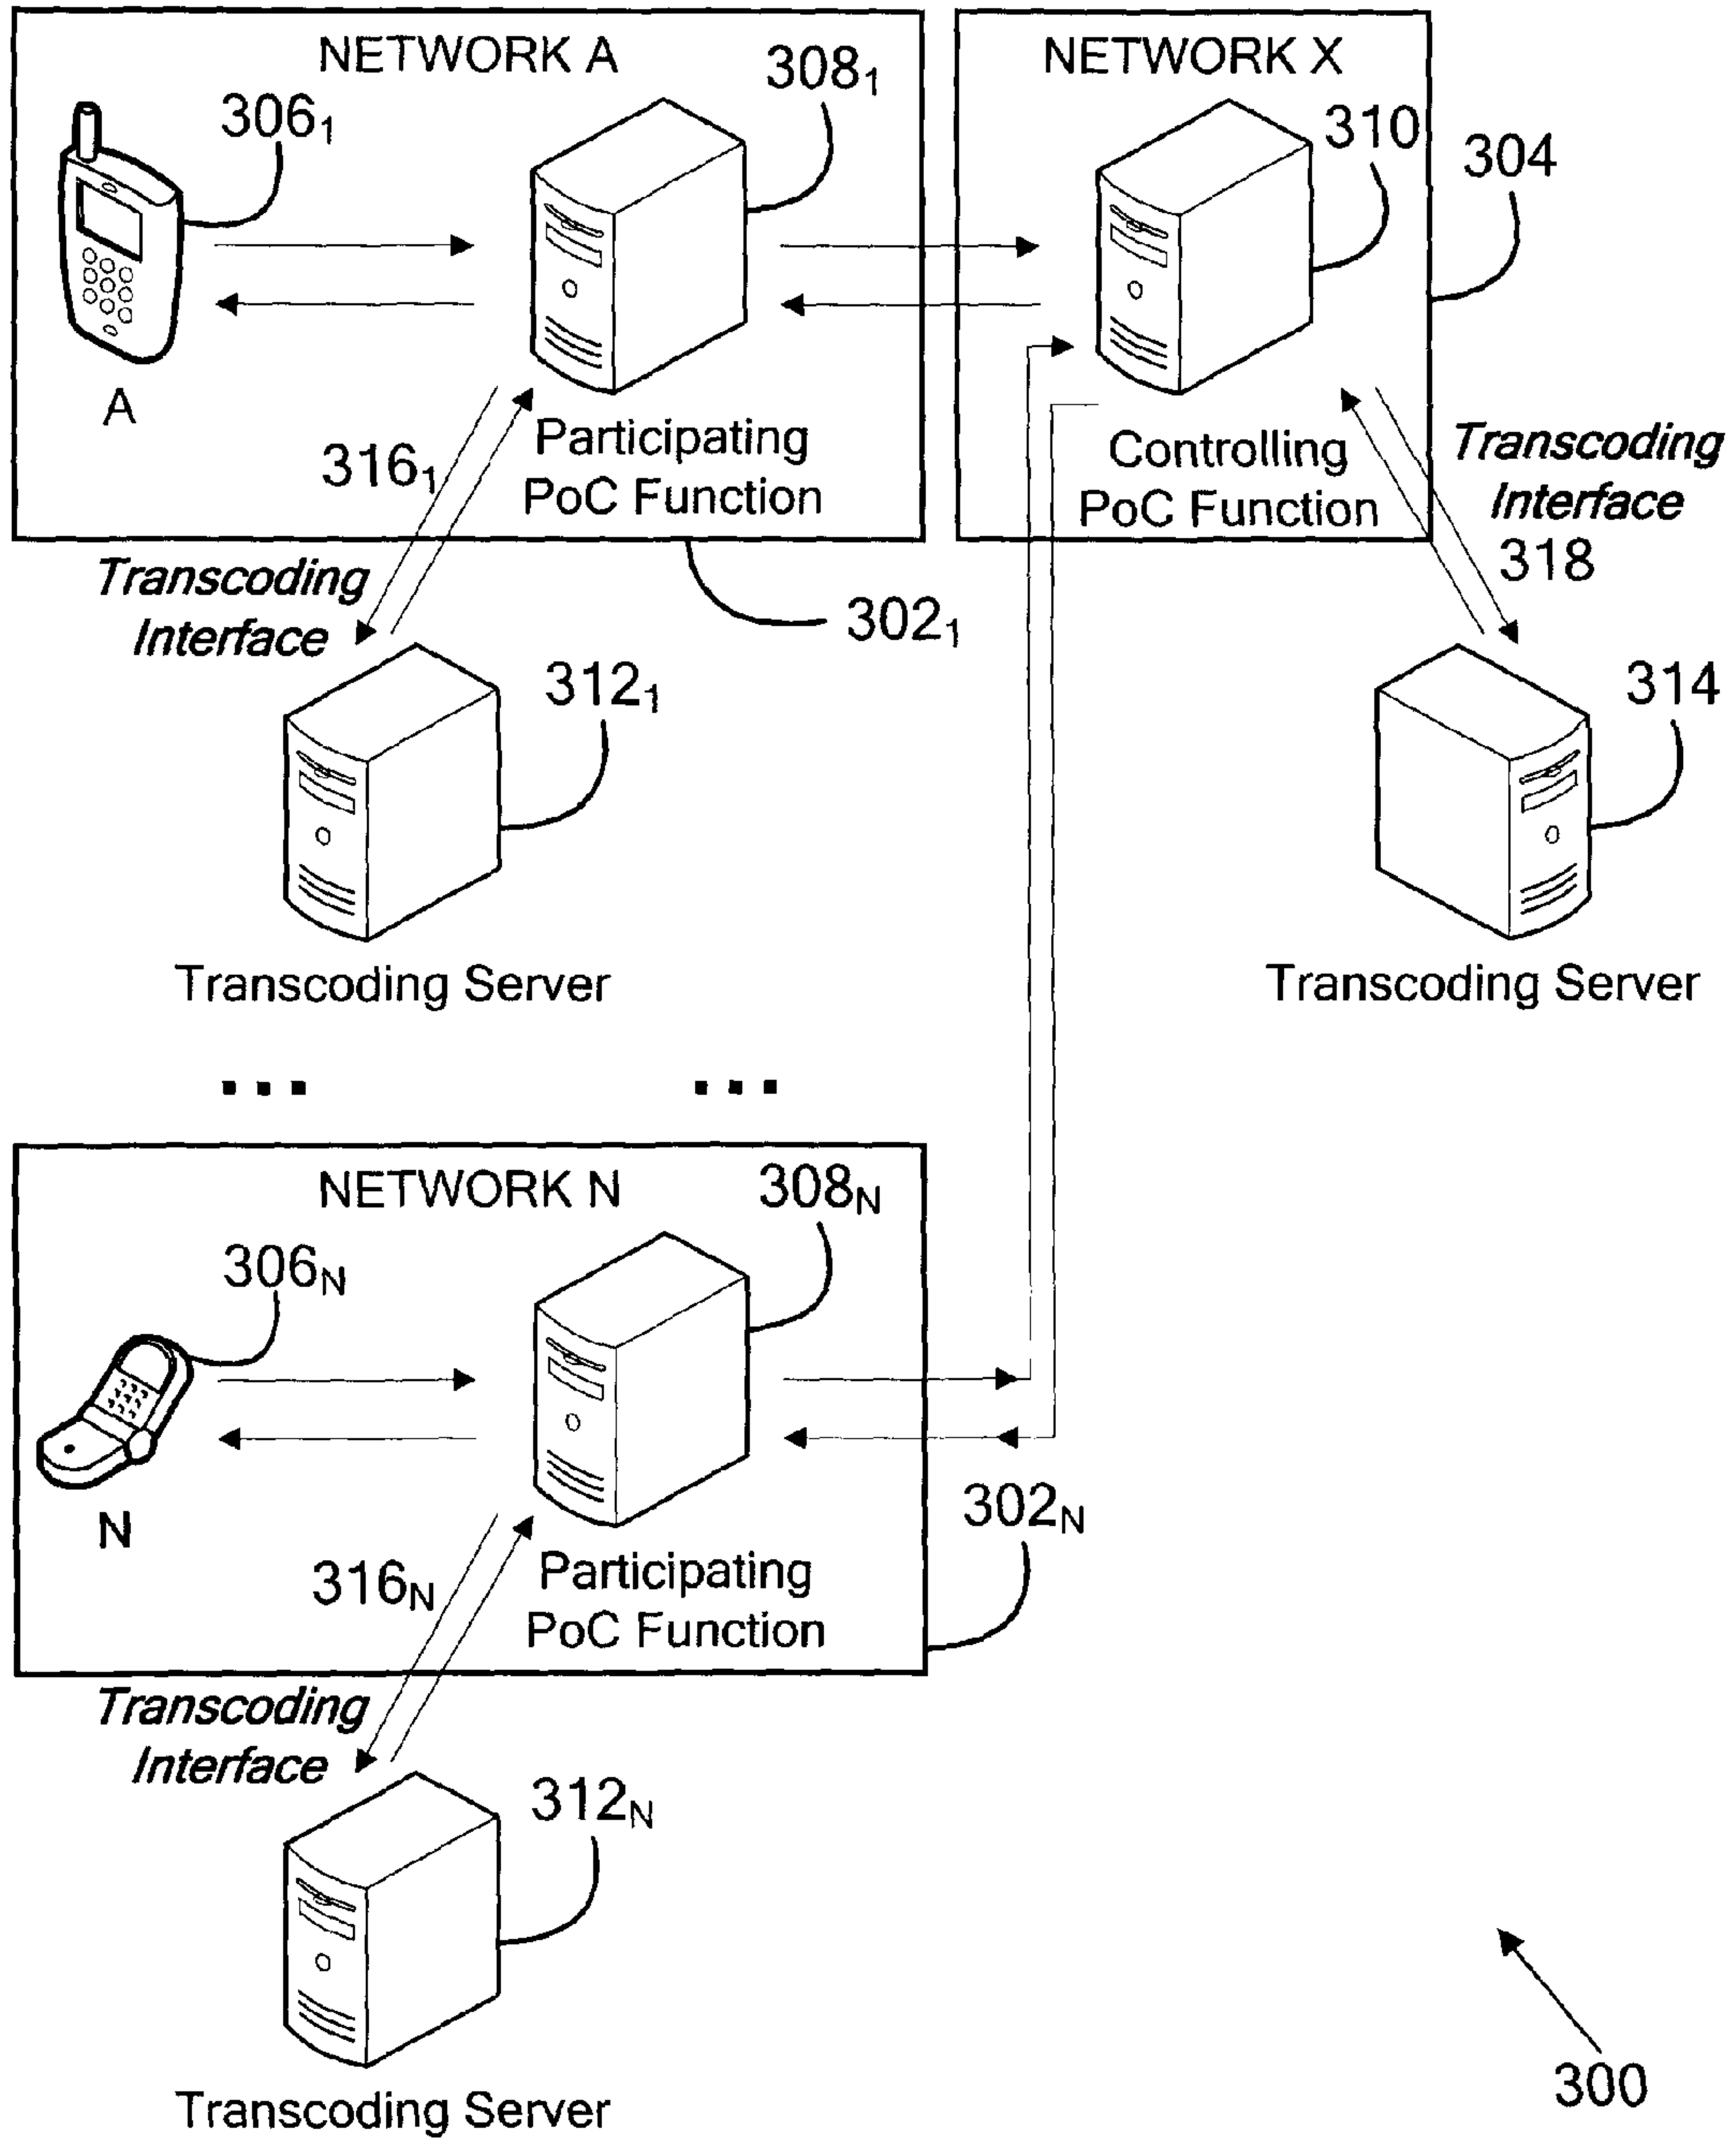 NETWORK A
308₁
306₁
A
316₁
Participating
PoC Function
Transcoding
Interface
302₁
312₁
Transcoding Server
NETWORK X
310
304
Controlling
PoC Function
Transcoding
Interface
318
314
Transcoding Server
... ...
NETWORK N
308N
306N
N
316N
Participating
PoC Function
302N
Transcoding
Interface
312N
Transcoding Server
300